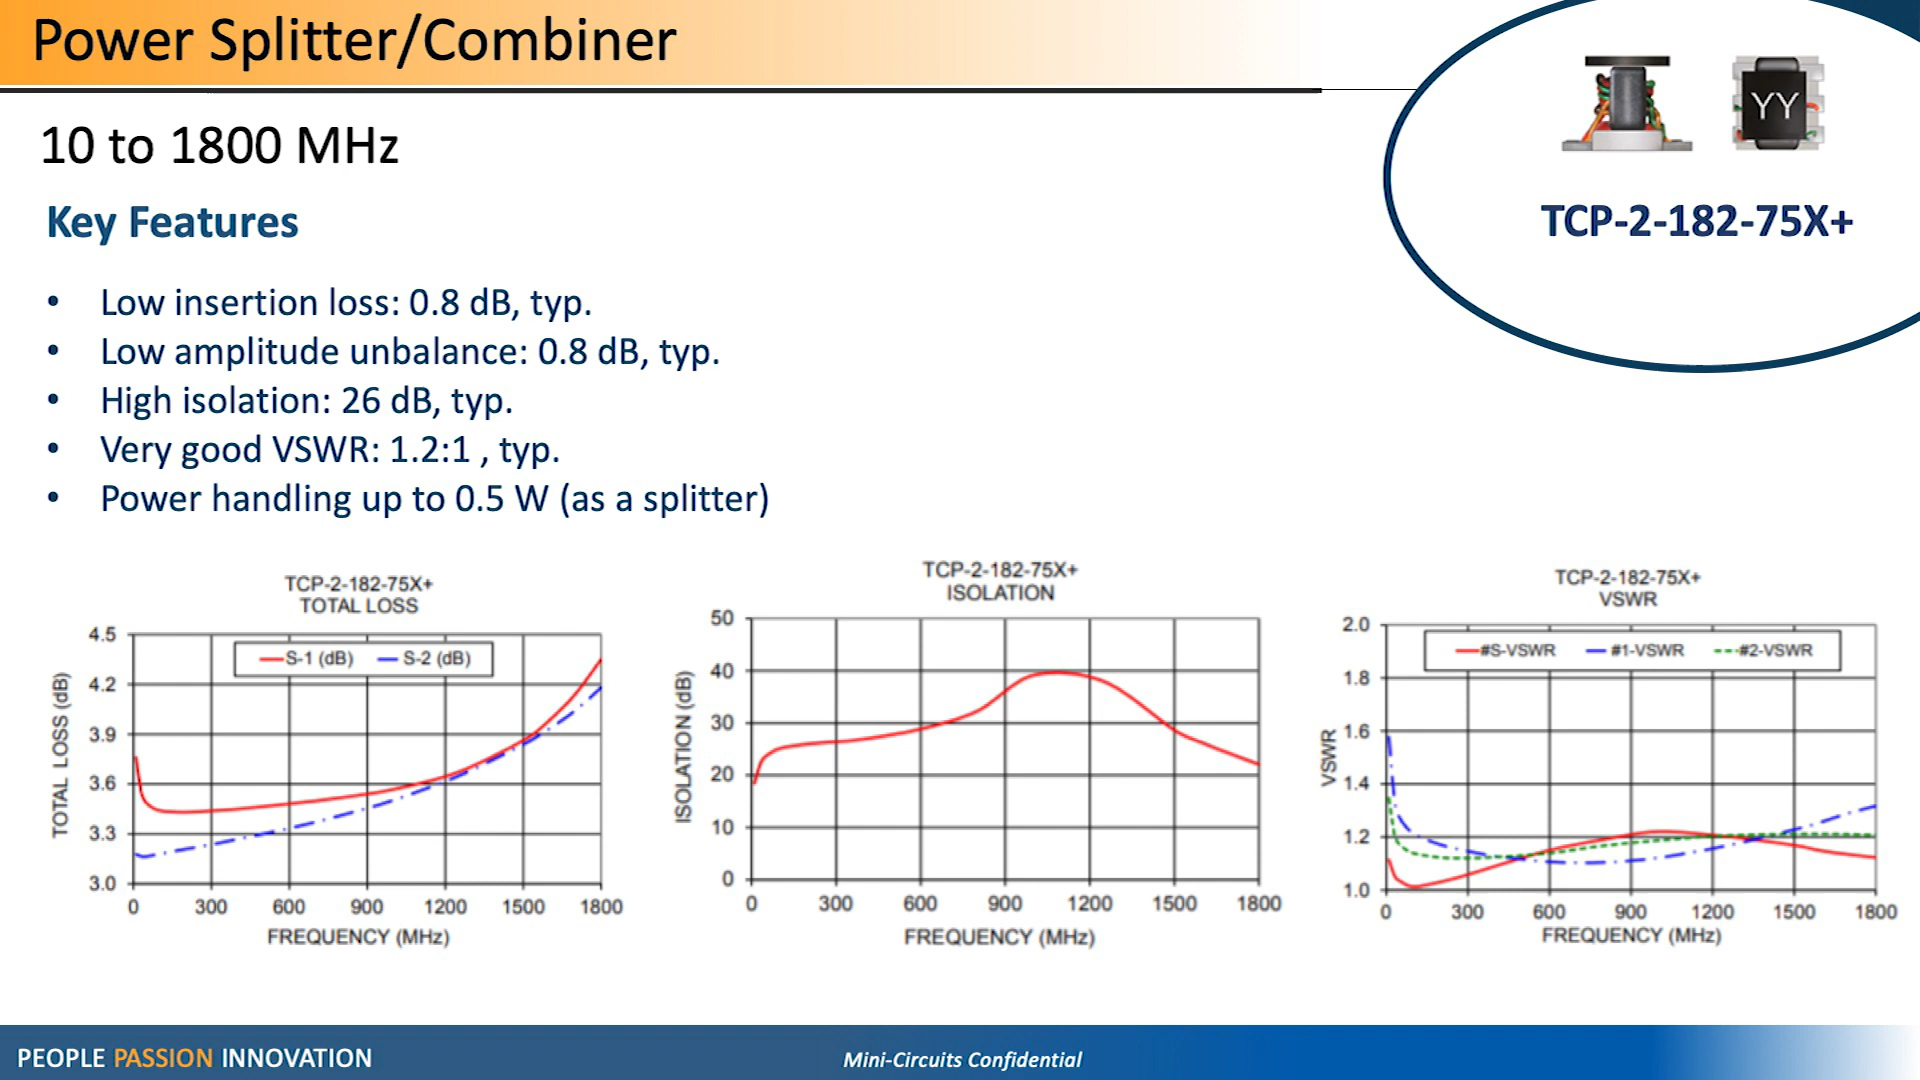 Power Splitter/Combiner
10 to 1800 MHz
YY
TCP-2-182-75X+
Key Features
• Low insertion loss: 0.8 dB, typ.
• Low amplitude unbalance: 0.8 dB, typ.
• High isolation: 26 dB, typ.
• Very good VSWR: 1.2:1 , typ.
• Power handling up to 0.5 W (as a splitter)
TCP-2-182-75X+
TOTAL LOSS
S-1 (dB) S-2 (dB)
TOTAL LOSS (dB)
4.5
4.2
3.9
3.6
3.3
3.0
0 300 600 900 1200 1500 1800
FREQUENCY (MHz)
TCP-2-182-75X+
ISOLATION
ISOLATION (dB)
50
40
30
20
10
0
0 300 600 900 1200 1500 1800
FREQUENCY (MHz)
TCP-2-182-75X+
VSWR
#S-VSWR #1-VSWR #2-VSWR
VSWR
2.0
1.8
1.6
1.4
1.2
1.0
0 300 600 900 1200 1500 1800
FREQUENCY (MHz)
PEOPLE PASSION INNOVATION
Mini-Circuits Confidential